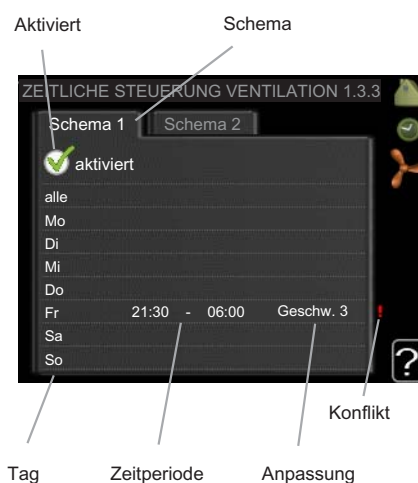 Aktiviert Schema
ZEITLICHE STEUERUNG VENTILATION 1.3.3
Schema 1 Schema 2
aktiviert
alle
Mo
Di
Mi
Do
Fr 21:30 - 06:00 Geschw. 3 !
Sa
So
?
Konflikt
Tag Zeitperiode Anpassung